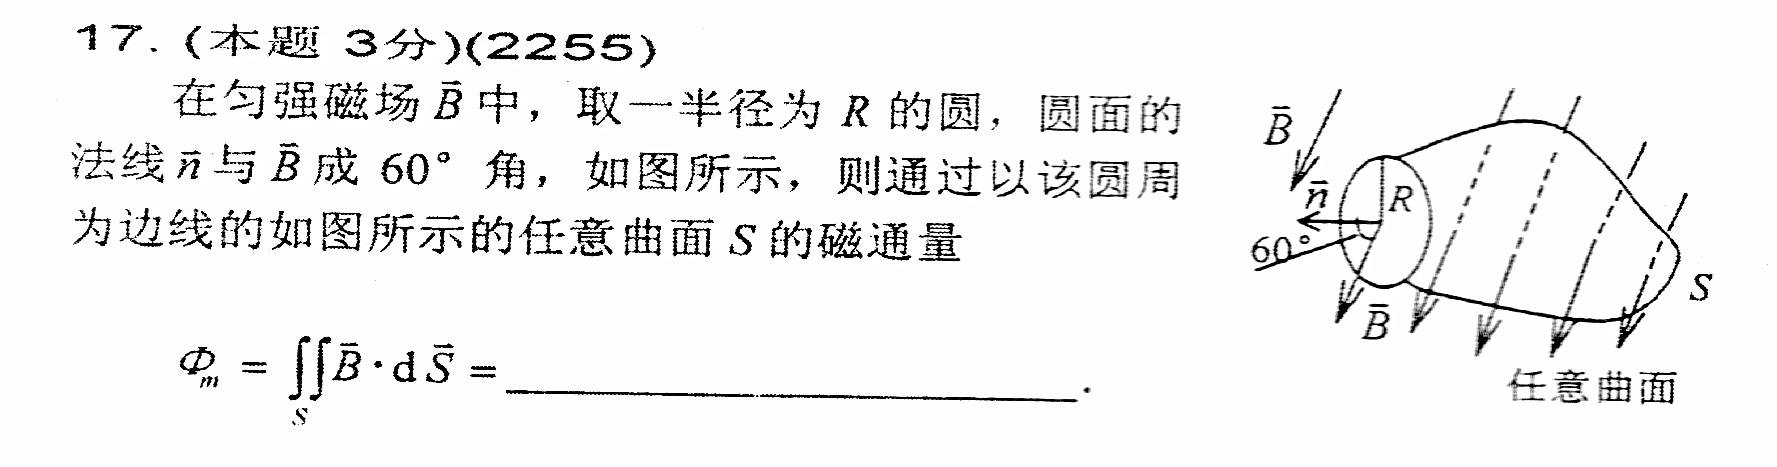 17. (本题 3分)(2255)
在匀强磁场 B⃗ 中，取一半径为 R 的圆，圆面的
法线 n⃗ 与 B⃗ 成 60° 角，如图所示，则通过以该圆周
为边线的如图所示的任意曲面 S 的磁通量
Φₘ = ∬_S B⃗·dS⃗ = ____________.
B⃗
n⃗
R
60°
B⃗
S
任意曲面